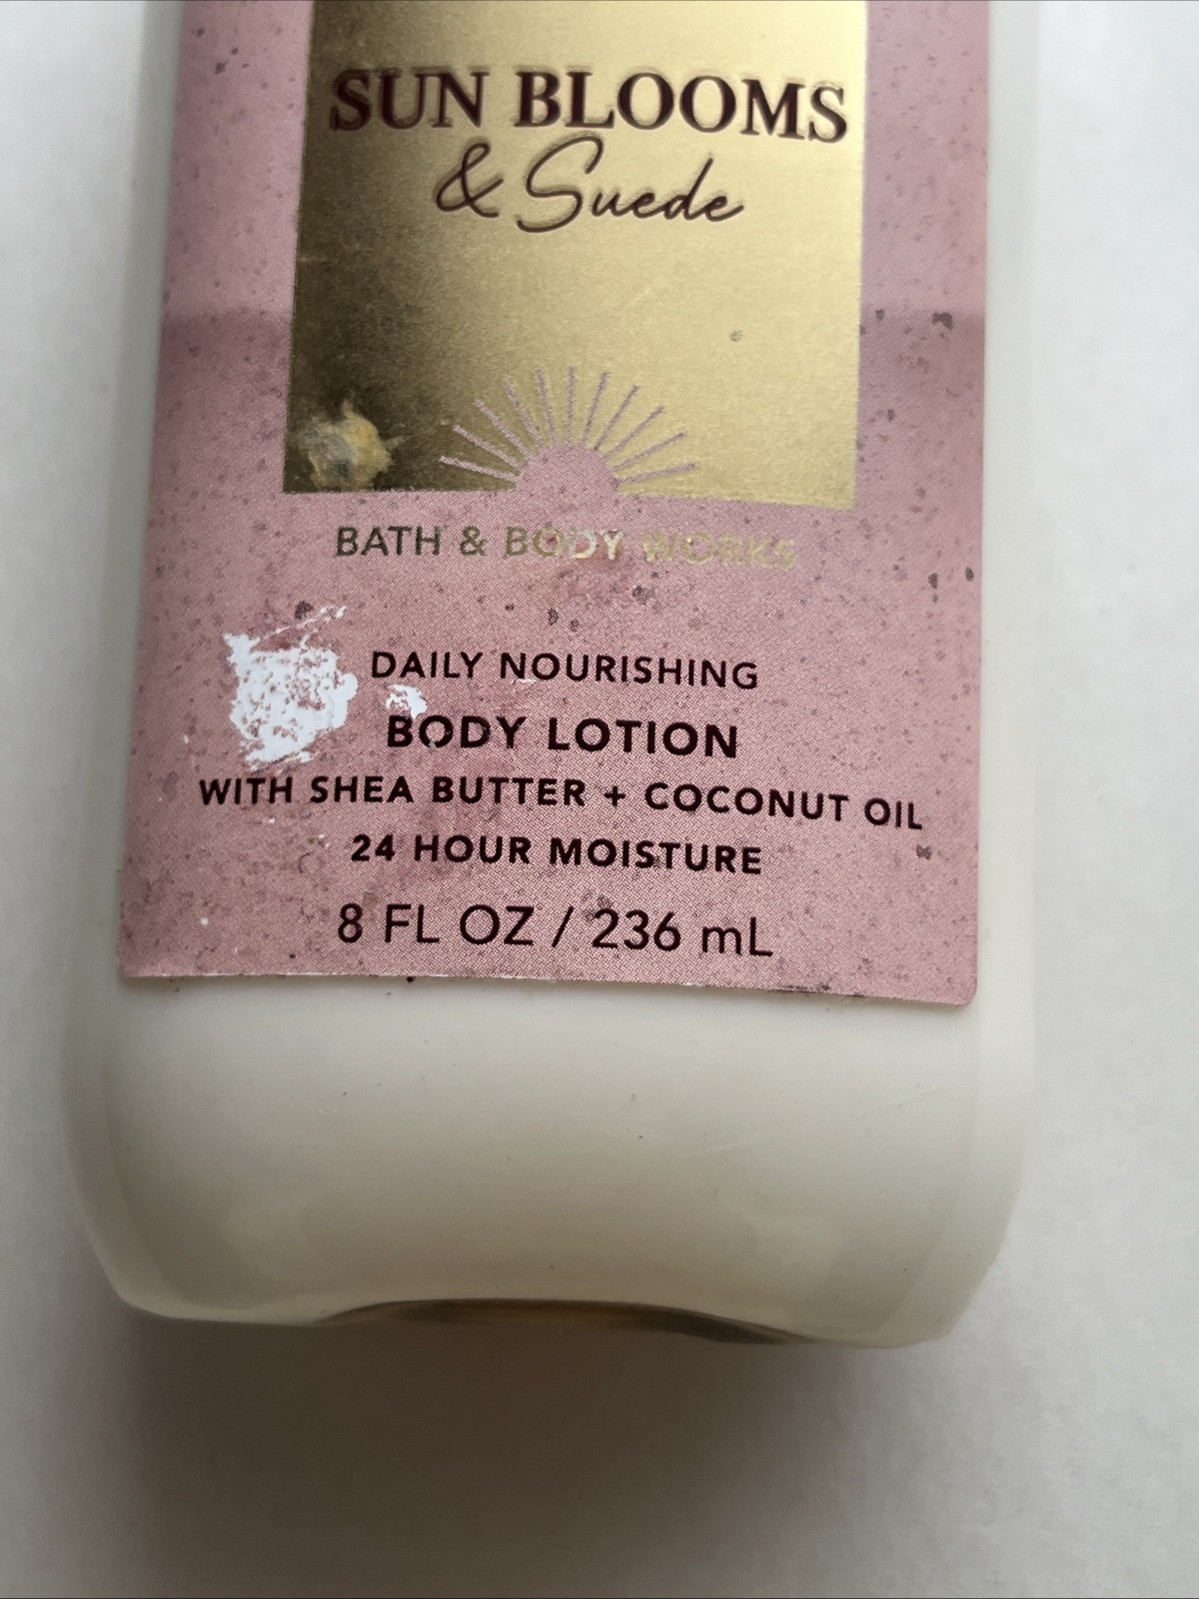 SUN BLOOMS
& Suede
BATH & BODY WORKS
DAILY NOURISHING
BODY LOTION
WITH SHEA BUTTER + COCONUT OIL
24 HOUR MOISTURE
8 FL OZ / 236 mL